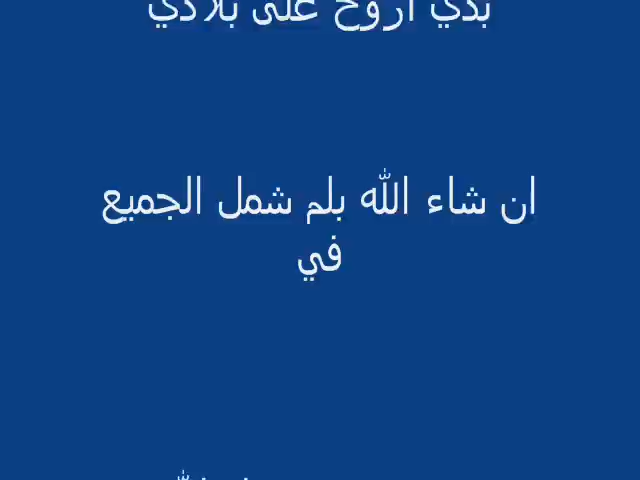 بدي اروح على بلادي
ان شاء الله بلم شمل الجميع
في